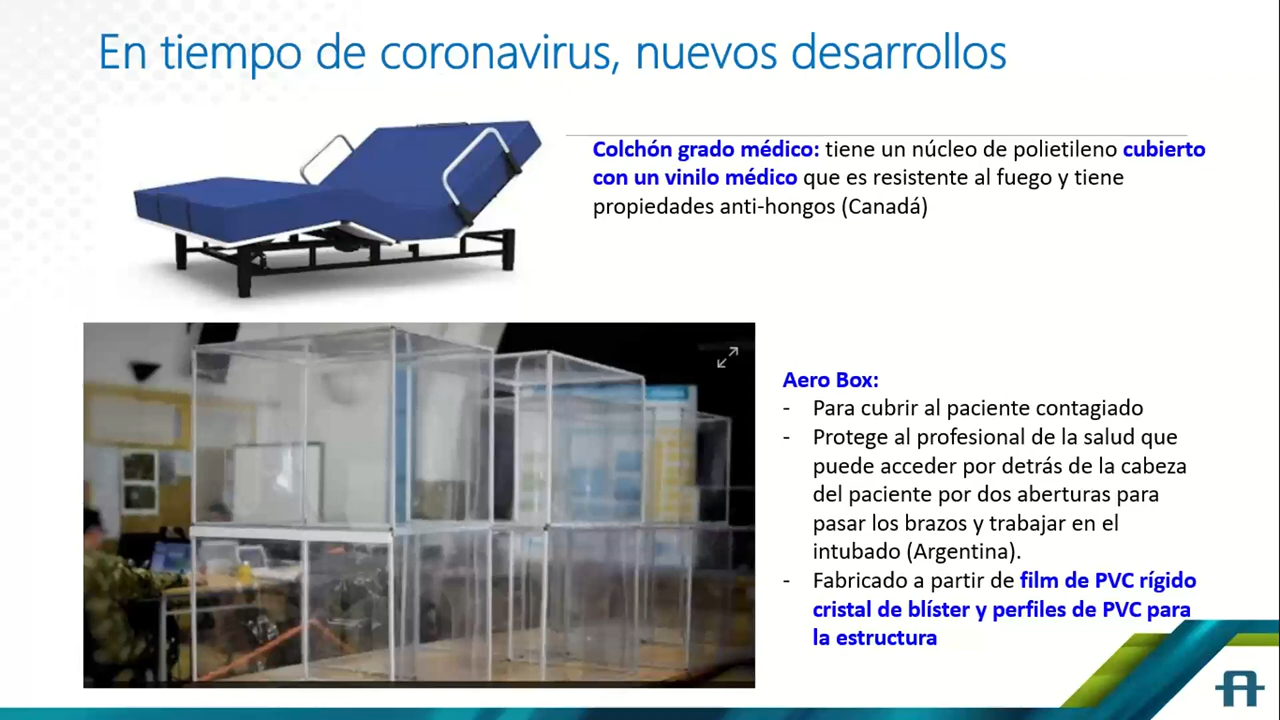 En tiempo de coronavirus, nuevos desarrollos
Colchón grado médico: tiene un núcleo de polietileno cubierto
con un vinilo médico que es resistente al fuego y tiene
propiedades anti-hongos (Canadá)
Aero Box:
- Para cubrir al paciente contagiado
- Protege al profesional de la salud que
puede acceder por detrás de la cabeza
del paciente por dos aberturas para
pasar los brazos y trabajar en el
intubado (Argentina).
- Fabricado a partir de film de PVC rígido
cristal de blíster y perfiles de PVC para
la estructura